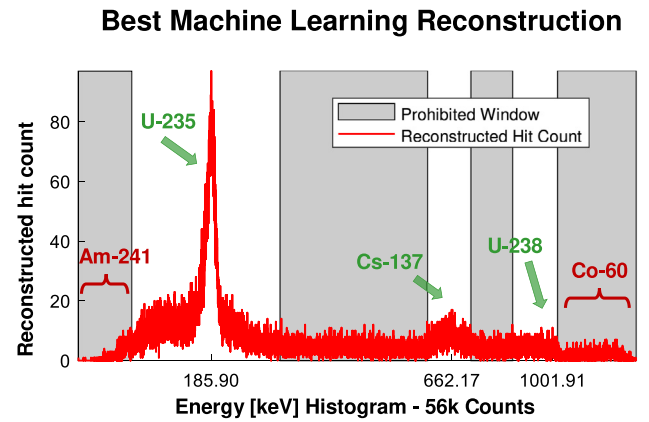 Best Machine Learning Reconstruction
Reconstructed hit count
80
60
40
20
0
U-235
Prohibited Window
Reconstructed Hit Count
Am-241
Cs-137
U-238
Co-60
185.90
662.17
1001.91
Energy [keV] Histogram - 56k Counts